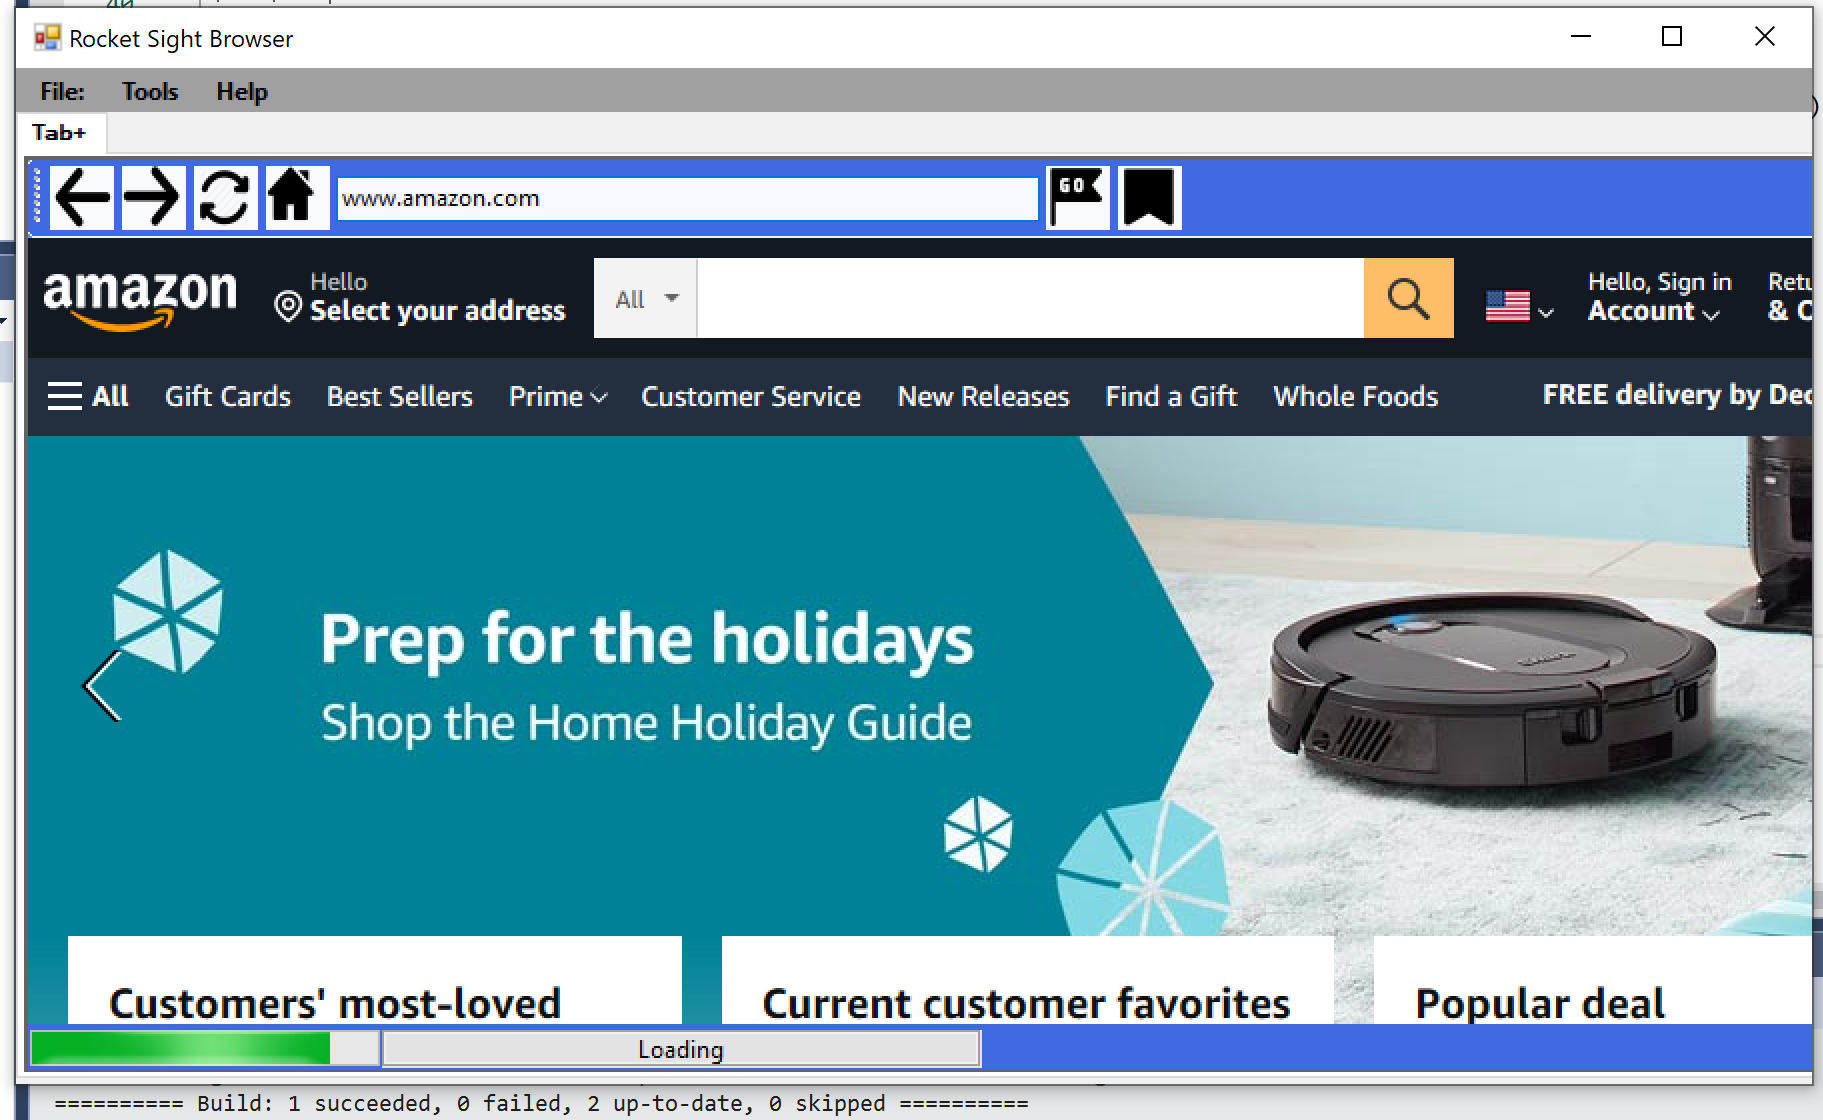 40
Rocket Sight Browser
File: Tools Help
Tab+
www.amazon.com
GO
amazon
Hello
Select your address
All
Hello, Sign in
Account
Retu
& O
All Gift Cards Best Sellers Prime Customer Service New Releases Find a Gift Whole Foods FREE delivery by Dec
Prep for the holidays
Shop the Home Holiday Guide
Customers' most-loved
Current customer favorites
Popular deal
Loading
========== Build: 1 succeeded, 0 failed, 2 up-to-date, 0 skipped ==========